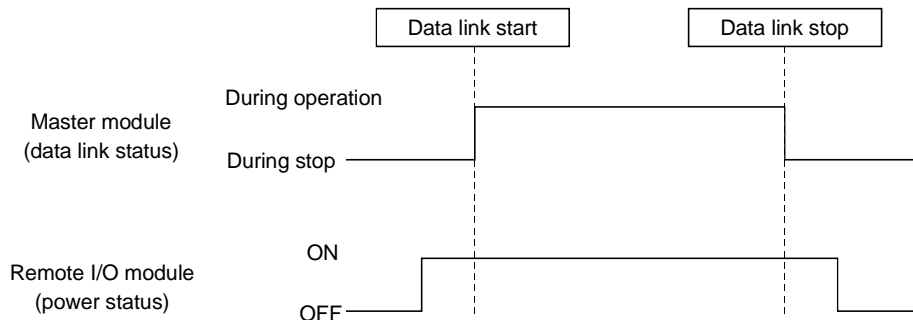 Data link start
Data link stop
During operation
Master module
(data link status)
During stop
ON
Remote I/O module
(power status)
OFF